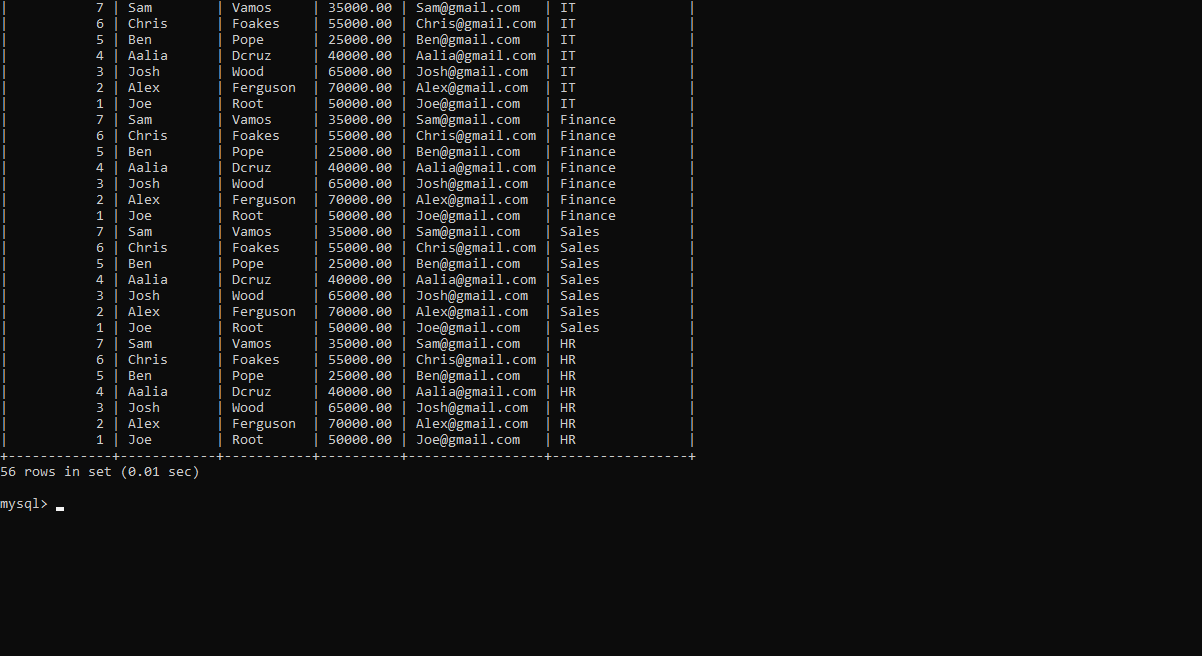 |           7 | Sam        | Vamos     | 35000.00 | Sam@gmail.com   | IT              |
|           6 | Chris      | Foakes    | 55000.00 | Chris@gmail.com | IT              |
|           5 | Ben        | Pope      | 25000.00 | Ben@gmail.com   | IT              |
|           4 | Aalia      | Dcruz     | 40000.00 | Aalia@gmail.com | IT              |
|           3 | Josh       | Wood      | 65000.00 | Josh@gmail.com  | IT              |
|           2 | Alex       | Ferguson  | 70000.00 | Alex@gmail.com  | IT              |
|           1 | Joe        | Root      | 50000.00 | Joe@gmail.com   | IT              |
|           7 | Sam        | Vamos     | 35000.00 | Sam@gmail.com   | Finance         |
|           6 | Chris      | Foakes    | 55000.00 | Chris@gmail.com | Finance         |
|           5 | Ben        | Pope      | 25000.00 | Ben@gmail.com   | Finance         |
|           4 | Aalia      | Dcruz     | 40000.00 | Aalia@gmail.com | Finance         |
|           3 | Josh       | Wood      | 65000.00 | Josh@gmail.com  | Finance         |
|           2 | Alex       | Ferguson  | 70000.00 | Alex@gmail.com  | Finance         |
|           1 | Joe        | Root      | 50000.00 | Joe@gmail.com   | Finance         |
|           7 | Sam        | Vamos     | 35000.00 | Sam@gmail.com   | Sales           |
|           6 | Chris      | Foakes    | 55000.00 | Chris@gmail.com | Sales           |
|           5 | Ben        | Pope      | 25000.00 | Ben@gmail.com   | Sales           |
|           4 | Aalia      | Dcruz     | 40000.00 | Aalia@gmail.com | Sales           |
|           3 | Josh       | Wood      | 65000.00 | Josh@gmail.com  | Sales           |
|           2 | Alex       | Ferguson  | 70000.00 | Alex@gmail.com  | Sales           |
|           1 | Joe        | Root      | 50000.00 | Joe@gmail.com   | Sales           |
|           7 | Sam        | Vamos     | 35000.00 | Sam@gmail.com   | HR              |
|           6 | Chris      | Foakes    | 55000.00 | Chris@gmail.com | HR              |
|           5 | Ben        | Pope      | 25000.00 | Ben@gmail.com   | HR              |
|           4 | Aalia      | Dcruz     | 40000.00 | Aalia@gmail.com | HR              |
|           3 | Josh       | Wood      | 65000.00 | Josh@gmail.com  | HR              |
|           2 | Alex       | Ferguson  | 70000.00 | Alex@gmail.com  | HR              |
|           1 | Joe        | Root      | 50000.00 | Joe@gmail.com   | HR              |
+-------------+------------+-----------+----------+-----------------+-----------------+
56 rows in set (0.01 sec)
mysql>